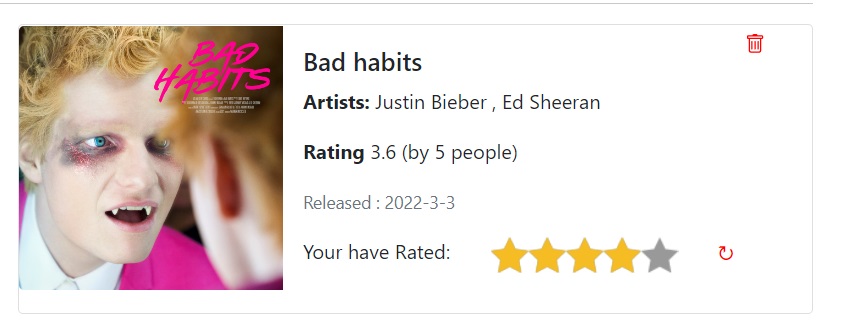 BAD
HABITS
Bad habits
Artists: Justin Bieber , Ed Sheeran
Rating 3.6 (by 5 people)
Released : 2022-3-3
Your have Rated: